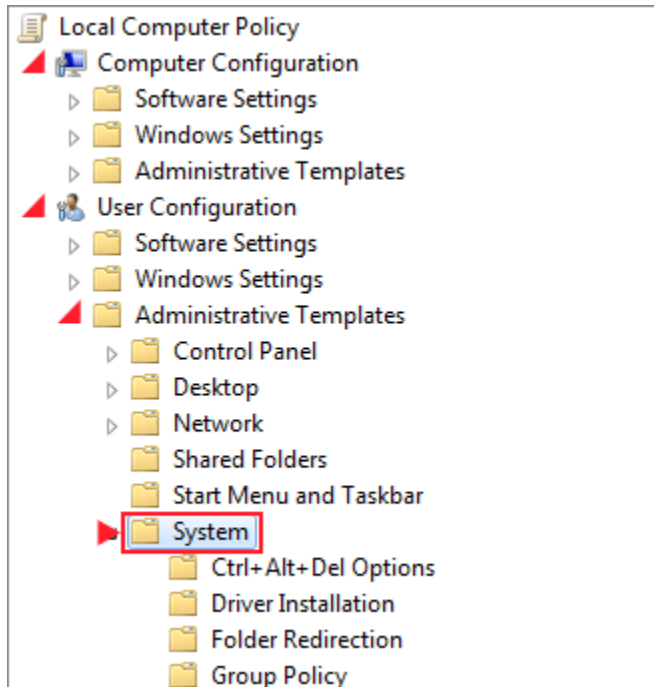 Local Computer Policy
Computer Configuration
Software Settings
Windows Settings
Administrative Templates
User Configuration
Software Settings
Windows Settings
Administrative Templates
Control Panel
Desktop
Network
Shared Folders
Start Menu and Taskbar
System
Ctrl+Alt+Del Options
Driver Installation
Folder Redirection
Group Policy